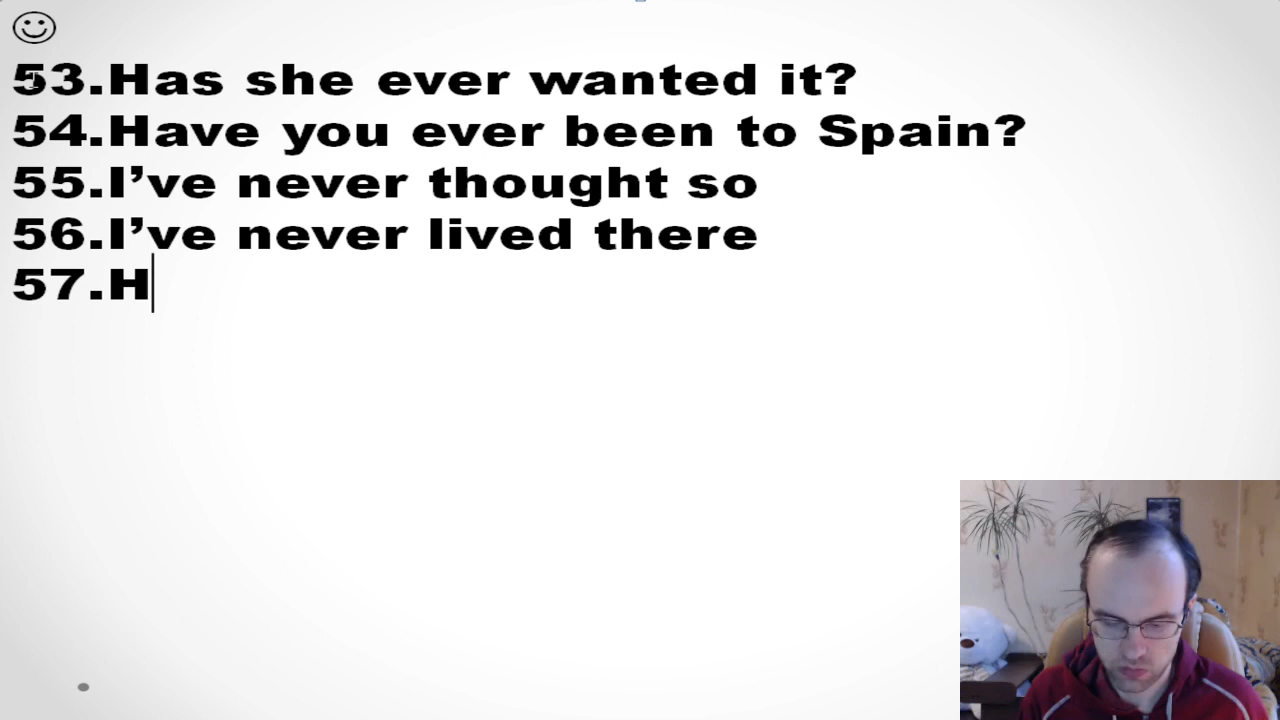 53.Has she ever wanted it?
54.Have you ever been to Spain?
55.I’ve never thought so
56.I’ve never lived there
57.H